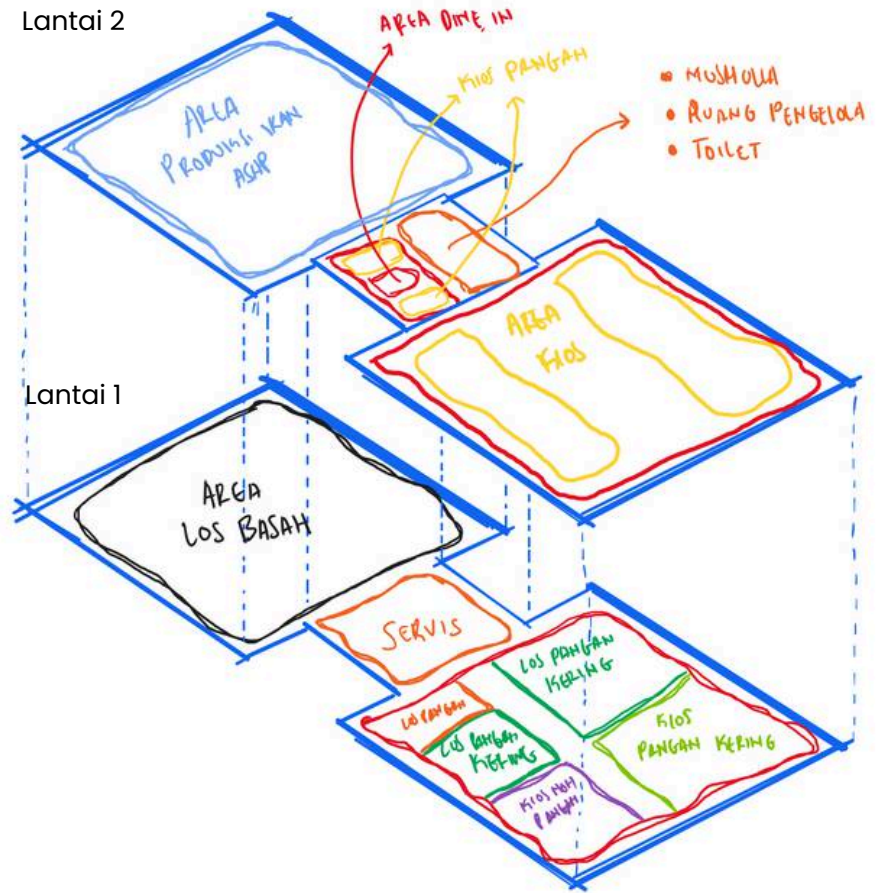 Lantai 2
AREA DINE IN
KIOS PANGAN
MUSHOLLA
RUANG PENGELOLA
TOILET
AREA
PRODUKSI IKAN
ASAP
AREA
KIOS
Lantai 1
AREA
LOS BASAH
SERVIS
LOS PANGAN
KERING
LOS PANGAN
KIOS
PANGAN KERING
LOS PANGAN
KERING
KIOS NON
PANGAN